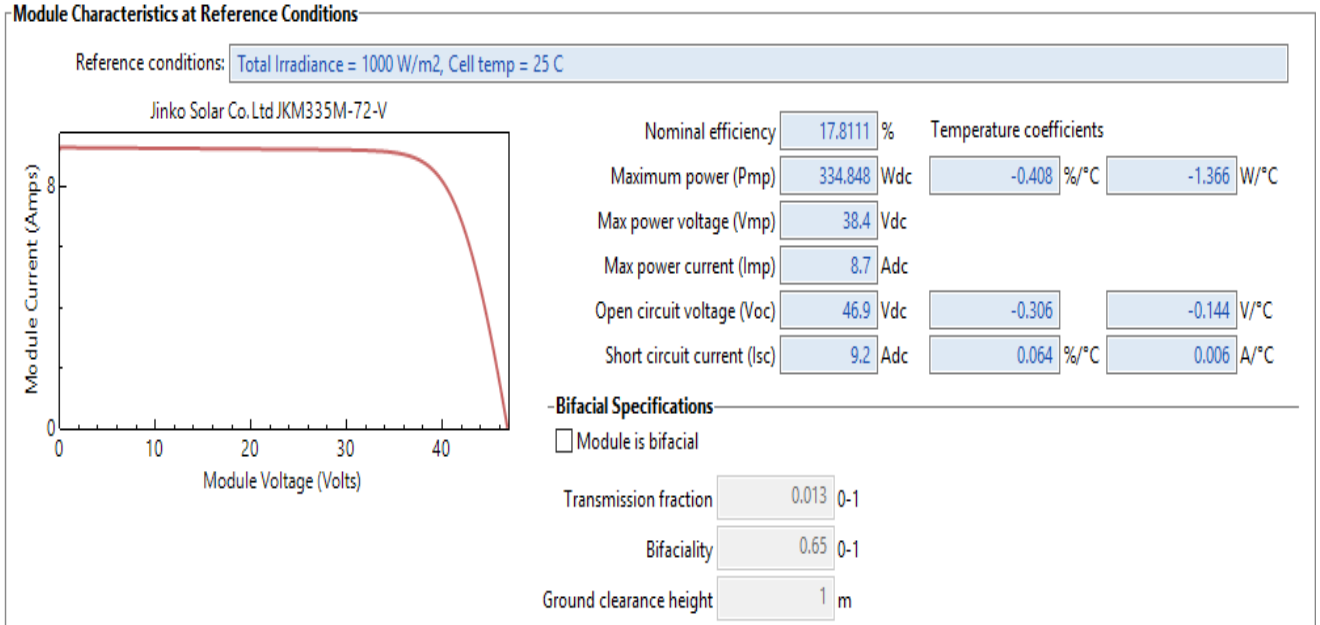 Module Characteristics at Reference Conditions
Reference conditions: Total Irradiance = 1000 W/m2, Cell temp = 25 C
Jinko Solar Co.Ltd JKM335M-72-V
Module Current (Amps)
8
0
0 10 20 30 40
Module Voltage (Volts)
Nominal efficiency 17.8111 % Temperature coefficients
Maximum power (Pmp) 334.848 Wdc -0.408 %/°C -1.366 W/°C
Max power voltage (Vmp) 38.4 Vdc
Max power current (Imp) 8.7 Adc
Open circuit voltage (Voc) 46.9 Vdc -0.306 -0.144 V/°C
Short circuit current (Isc) 9.2 Adc 0.064 %/°C 0.006 A/°C
Bifacial Specifications
Module is bifacial
Transmission fraction 0.013 0-1
Bifaciality 0.65 0-1
Ground clearance height 1 m